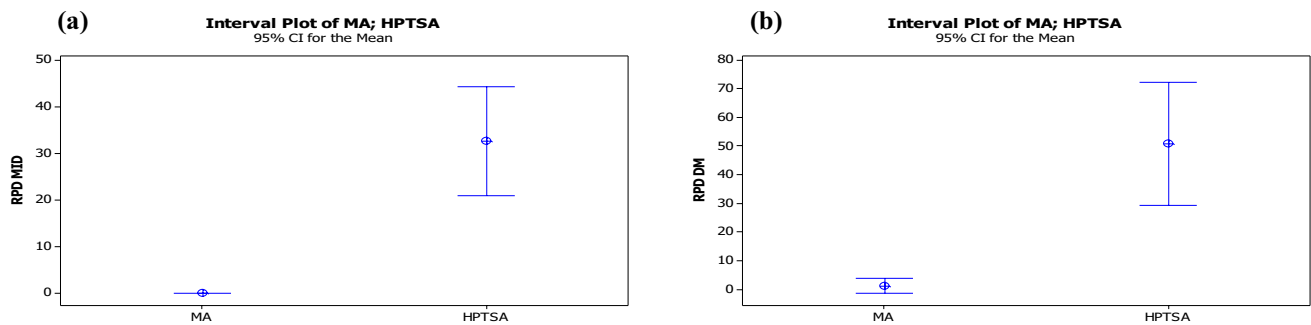 (a)
Interval Plot of MA; HPTSA
95% CI for the Mean
50
40
30
20
10
0
RPD MID
MA
HPTSA
(b)
Interval Plot of MA; HPTSA
95% CI for the Mean
80
70
60
50
40
30
20
10
0
RPD DM
MA
HPTSA